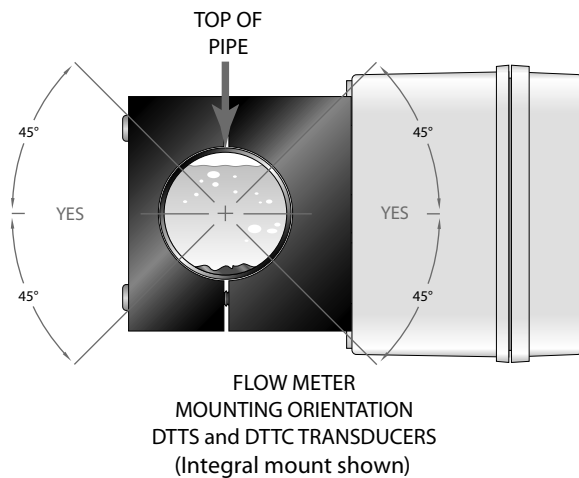 TOP OF
PIPE
45°
45°
YES
YES
45°
45°
FLOW METER
MOUNTING ORIENTATION
DTTS and DTTC TRANSDUCERS
(Integral mount shown)